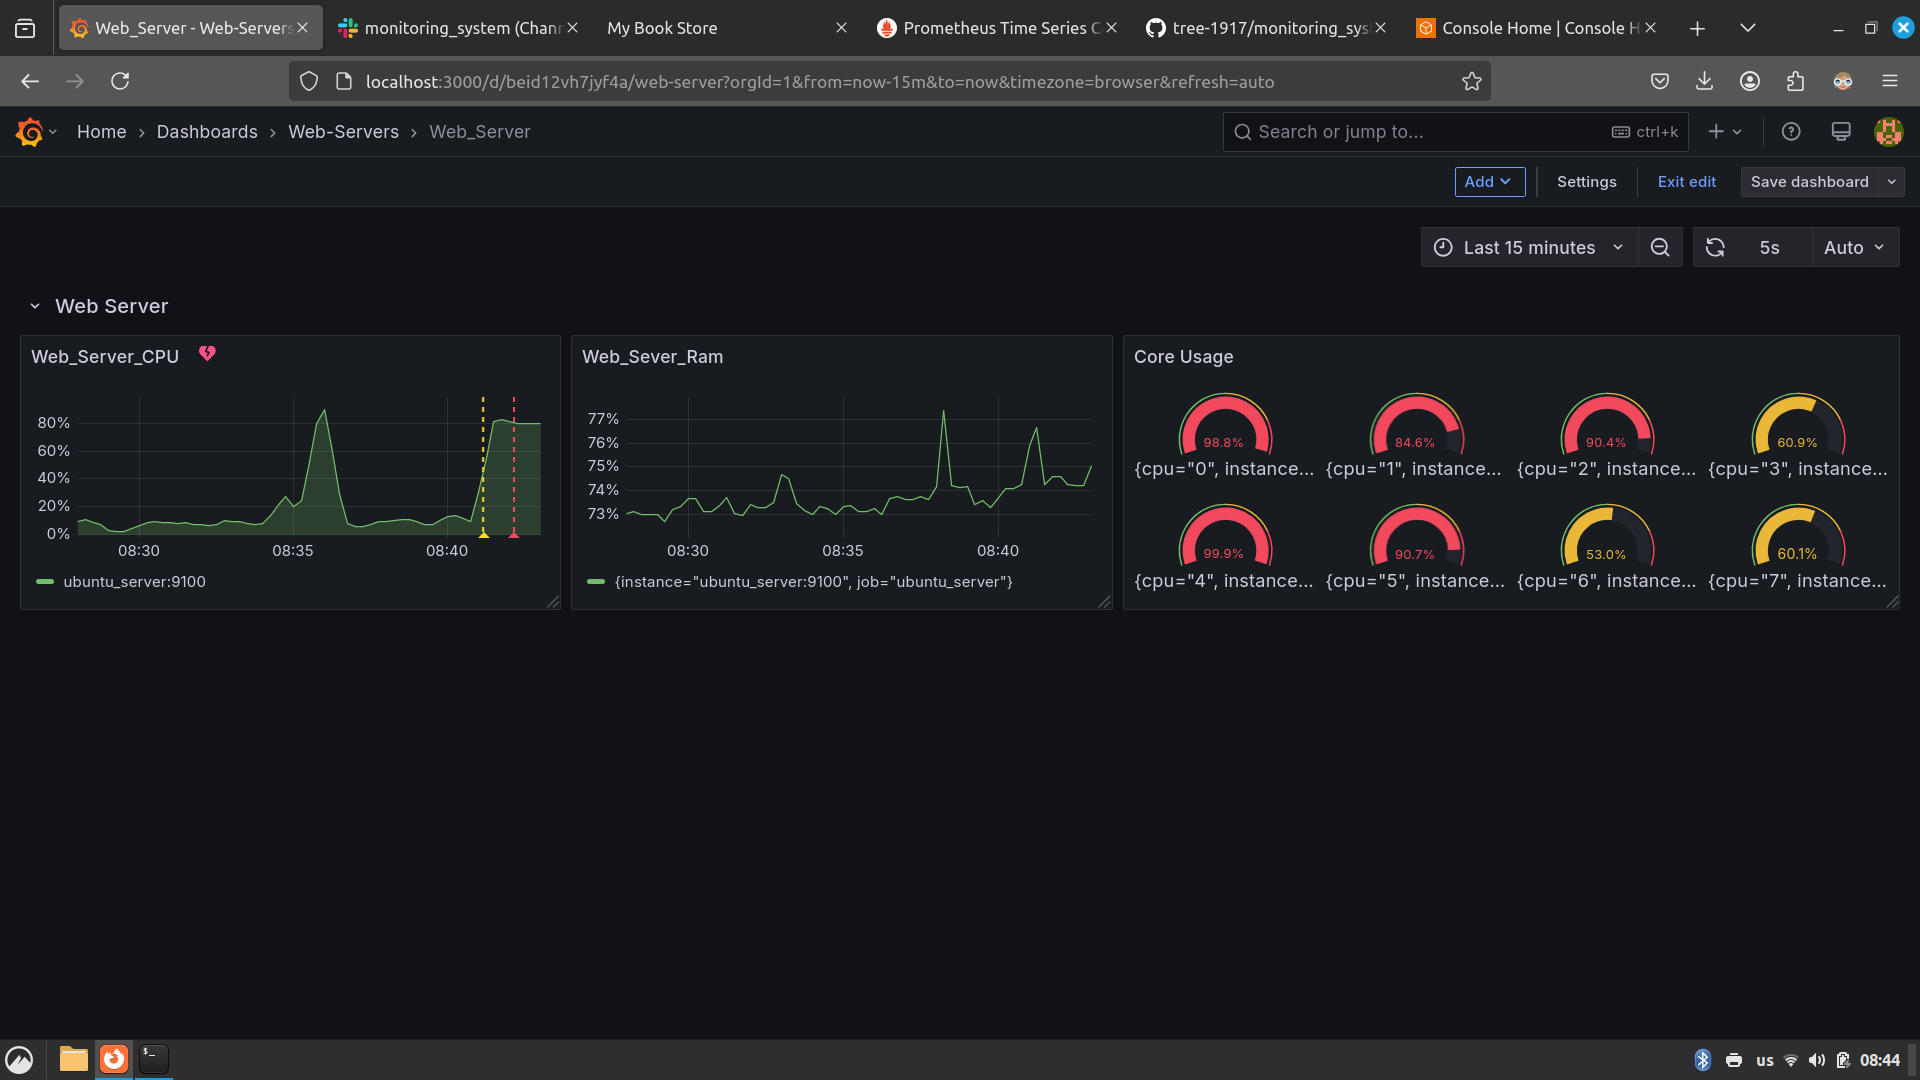 Web_Server - Web-Servers
monitoring_system (Chan
My Book Store
Prometheus Time Series C
tree-1917/monitoring_sys
Console Home | Console H
localhost:3000/d/beid12vh7jyf4a/web-server?orgId=1&from=now-15m&to=now&timezone=browser&refresh=auto
Home › Dashboards › Web-Servers › Web_Server
Search or jump to...
ctrl+k
Add
Settings
Exit edit
Save dashboard
Last 15 minutes
5s
Auto
Web Server
Web_Server_CPU
80%
60%
40%
20%
0%
08:30
08:35
08:40
ubuntu_server:9100
Web_Sever_Ram
77%
76%
75%
74%
73%
08:30
08:35
08:40
{instance="ubuntu_server:9100", job="ubuntu_server"}
Core Usage
98.8%
84.6%
90.4%
60.9%
{cpu="0", instance...
{cpu="1", instance...
{cpu="2", instance...
{cpu="3", instance...
99.9%
90.7%
53.0%
60.1%
{cpu="4", instance...
{cpu="5", instance...
{cpu="6", instance...
{cpu="7", instance...
$_
us
08:44